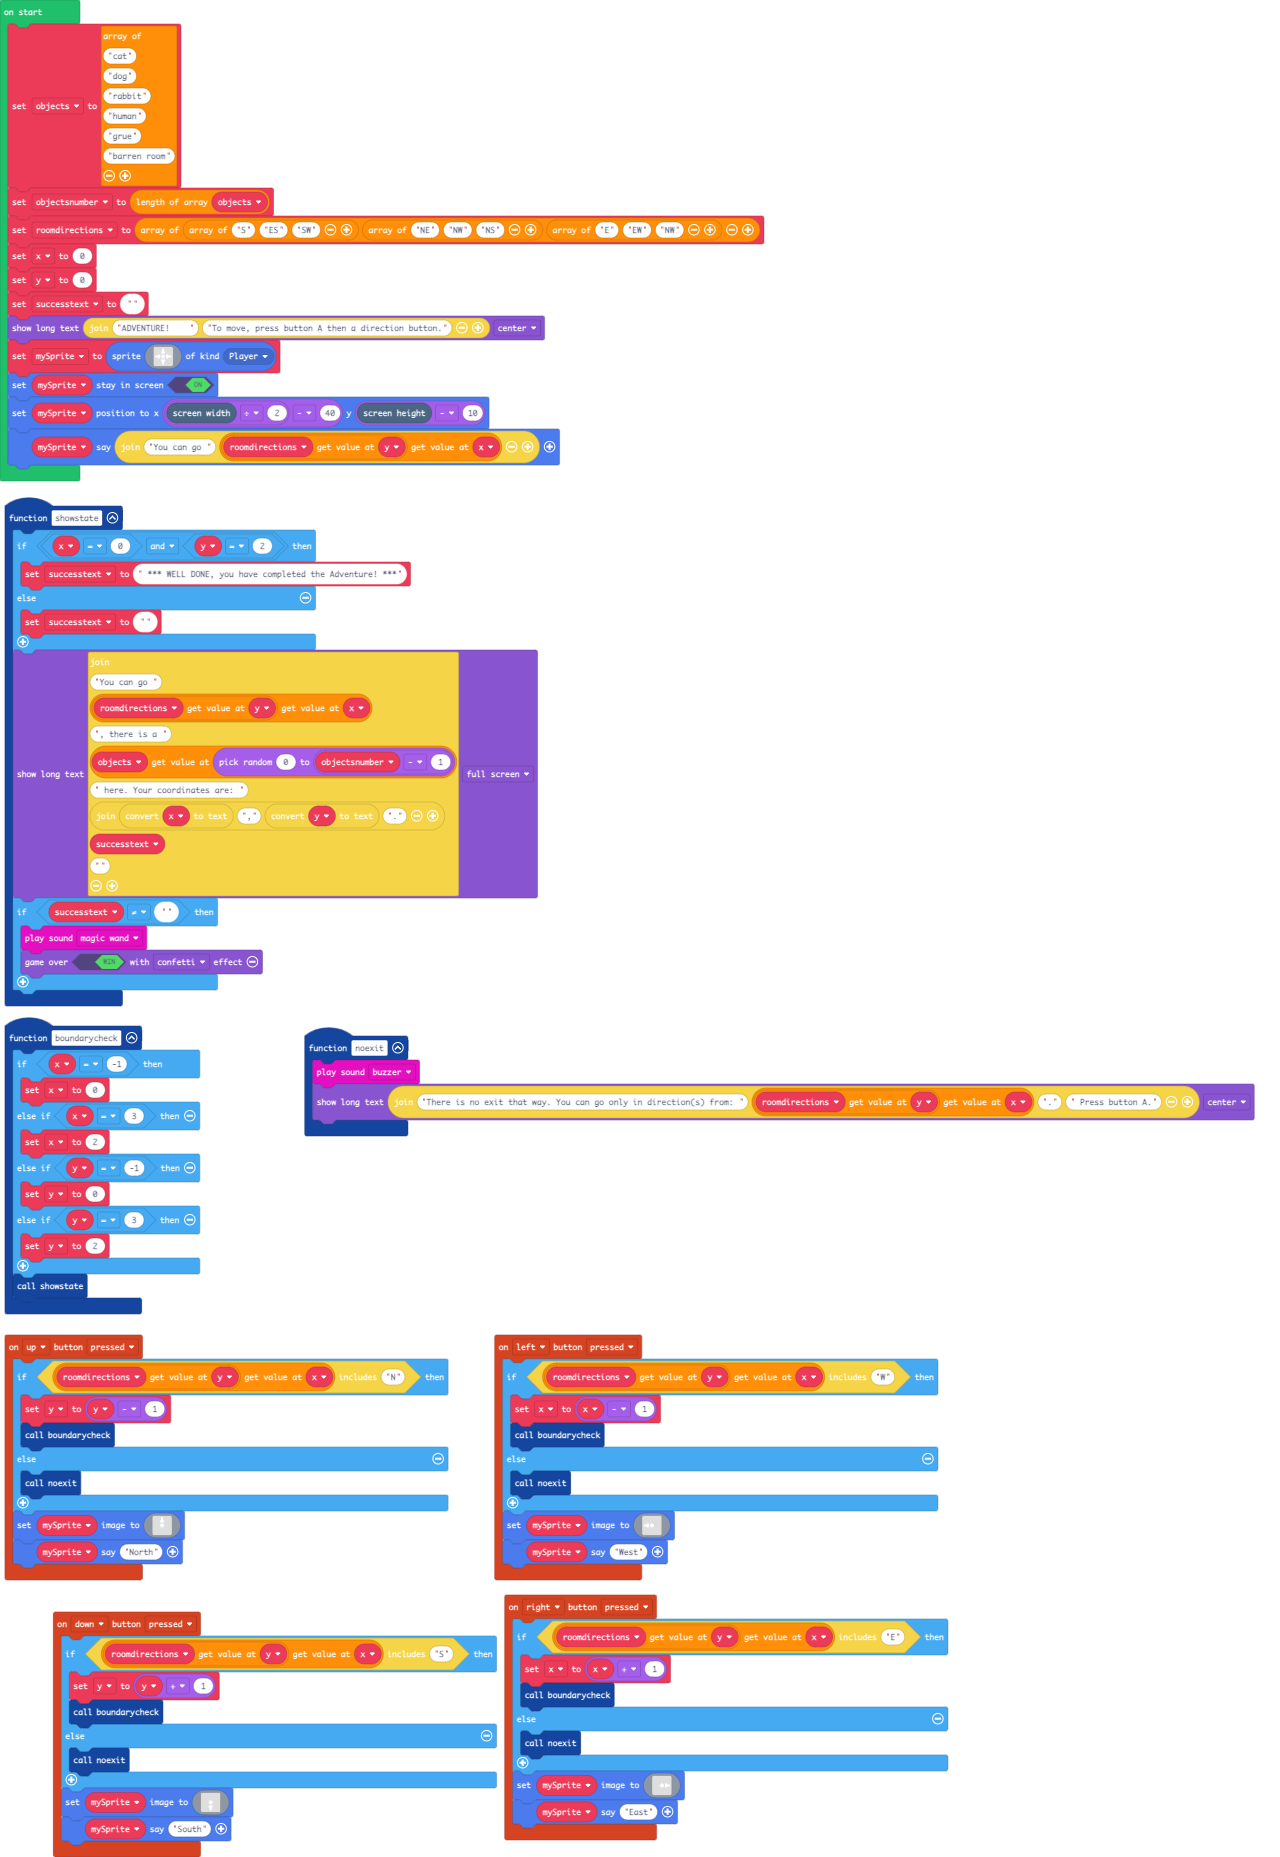 on start
array of
"cat"
"dog"
"rabbit"
set objects to
"human"
"grue"
"barren room"
set objectsnumber to length of array objects
set roomdirections to array of array of "S" "ES" "SW" array of "NE" "NW" "NS" array of "E" "EW" "NW"
set x to 0
set y to 0
set successtext to " "
show long text join "ADVENTURE!    " "To move, press button A then a direction button." center
set mySprite to sprite of kind Player
set mySprite stay in screen ON
set mySprite position to x screen width ÷ 2 - 40 y screen height - 10
mySprite say join "You can go " roomdirections get value at y get value at x
function showstate
if x = 0 and y = 2 then
set successtext to " *** WELL DONE, you have completed the Adventure! ***"
else
set successtext to ""
join
"You can go "
roomdirections get value at y get value at x
", there is a "
objects get value at pick random 0 to objectsnumber - 1
show long text full screen
" here. Your coordinates are: "
join convert x to text "," convert y to text "."
successtext
""
if successtext ≠ "" then
play sound magic wand
game over WIN with confetti effect
function boundarycheck
if x = -1 then
set x to 0
else if x = 3 then
set x to 2
else if y = -1 then
set y to 0
else if y = 3 then
set y to 2
call showstate
function noexit
play sound buzzer
show long text join "There is no exit that way. You can go only in direction(s) from: " roomdirections get value at y get value at x "." " Press button A." center
on up button pressed
if roomdirections get value at y get value at x includes "N" then
set y to y - 1
call boundarycheck
else
call noexit
set mySprite image to
mySprite say "North"
on left button pressed
if roomdirections get value at y get value at x includes "W" then
set x to x - 1
call boundarycheck
else
call noexit
set mySprite image to
mySprite say "West"
on down button pressed
if roomdirections get value at y get value at x includes "S" then
set y to y + 1
call boundarycheck
else
call noexit
set mySprite image to
mySprite say "South"
on right button pressed
if roomdirections get value at y get value at x includes "E" then
set x to x + 1
call boundarycheck
else
call noexit
set mySprite image to
mySprite say "East"